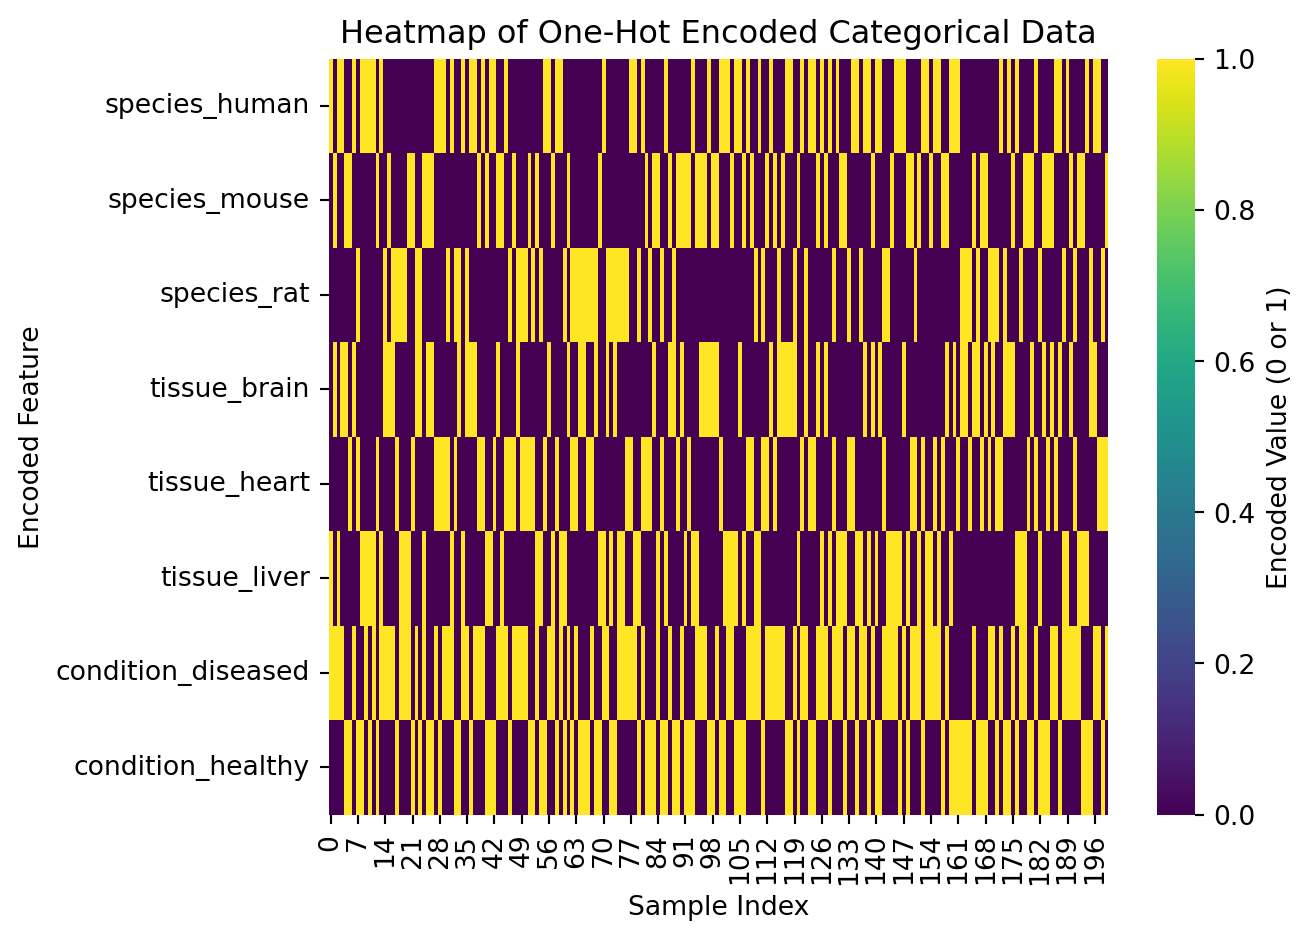 Heatmap of One-Hot Encoded Categorical Data
Encoded Feature
species_human
species_mouse
species_rat
tissue_brain
tissue_heart
tissue_liver
condition_diseased
condition_healthy
0 7 14 21 28 35 42 49 56 63 70 77 84 91 98 105 112 119 126 133 140 147 154 161 168 175 182 189 196
Sample Index
1.0
0.8
0.6
0.4
0.2
0.0
Encoded Value (0 or 1)